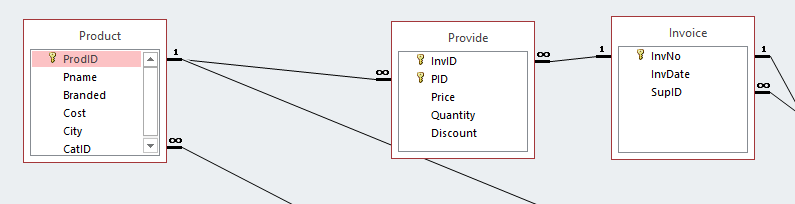 Product
ProdID
Pname
Branded
Cost
City
CatID
1
∞
Provide
InvID
PID
Price
Quantity
Discount
∞
∞
Invoice
InvNo
InvDate
SupID
1
1
∞